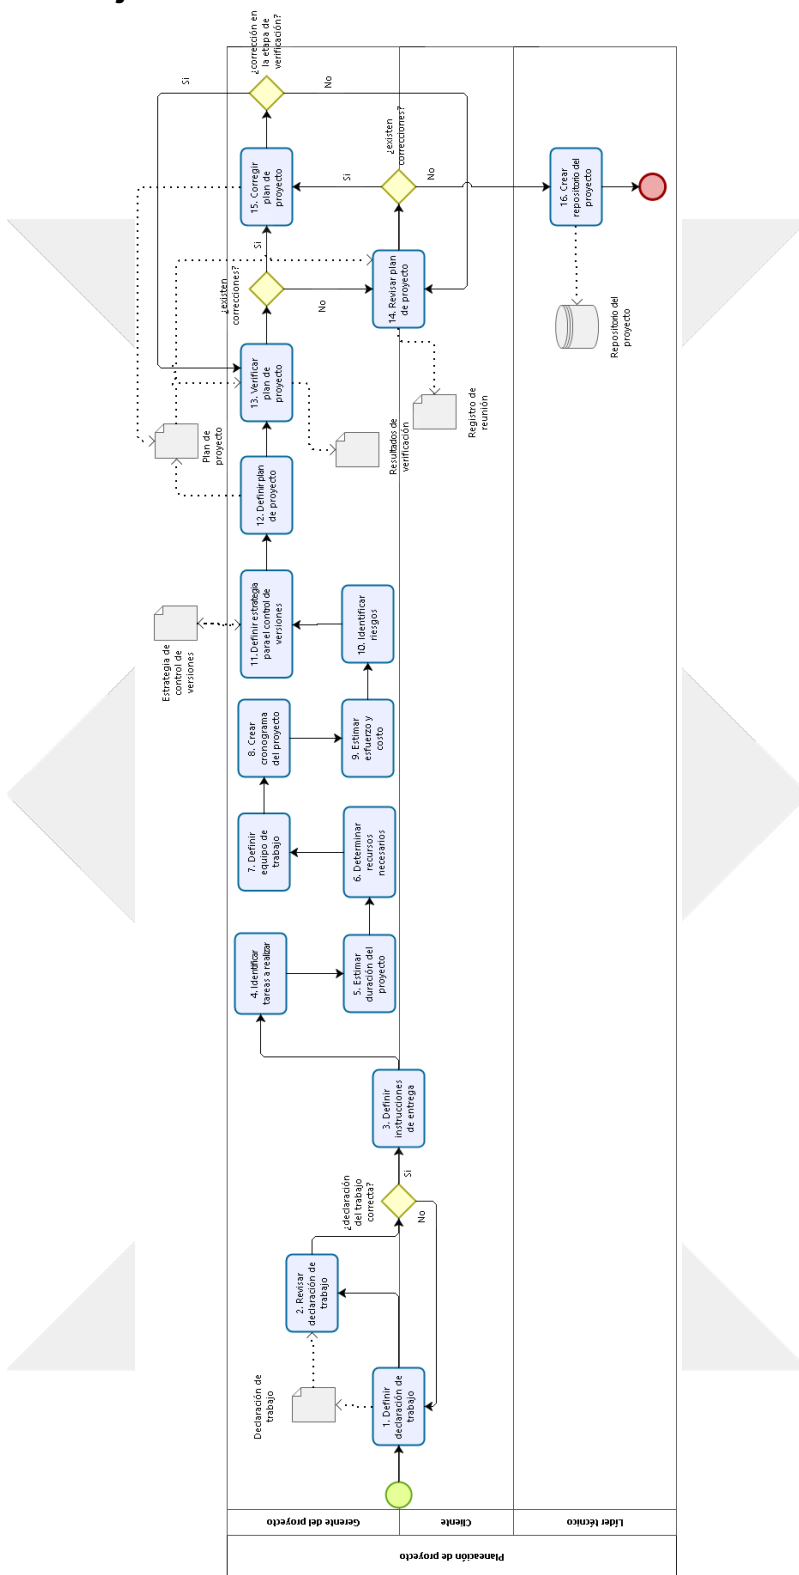 Planeación de proyecto
Gerente del proyecto
Cliente
Líder técnico
1. Definir
declaración de
trabajo
Declaración de
trabajo
2. Revisar
declaración de
trabajo
¿declaración
del trabajo
correcta?
No
Si
3. Definir
instrucciones
de entrega
4. Identificar
tareas a realizar
5. Estimar
duración del
proyecto
6. Determinar
recursos
necesarios
7. Definir
equipo de
trabajo
8. Crear
cronograma
del proyecto
9. Estimar
esfuerzo y
costo
10. Identificar
riesgos
11.Definir estrategia
para el control de
versiones
Estrategia de
control de
versiones
12. Definir plan
de proyecto
Plan de
proyecto
13. Verificar
plan de
proyecto
Resultados de
verificación
¿existen
correcciones?
Si
No
14. Revisar plan
de proyecto
Registro de
reunión
¿existen
correcciones?
Si
No
15. Corregir
plan de
proyecto
¿corrección en
la etapa de
verificación?
Si
No
16. Crear
repositorio del
proyecto
Repositorio del
proyecto